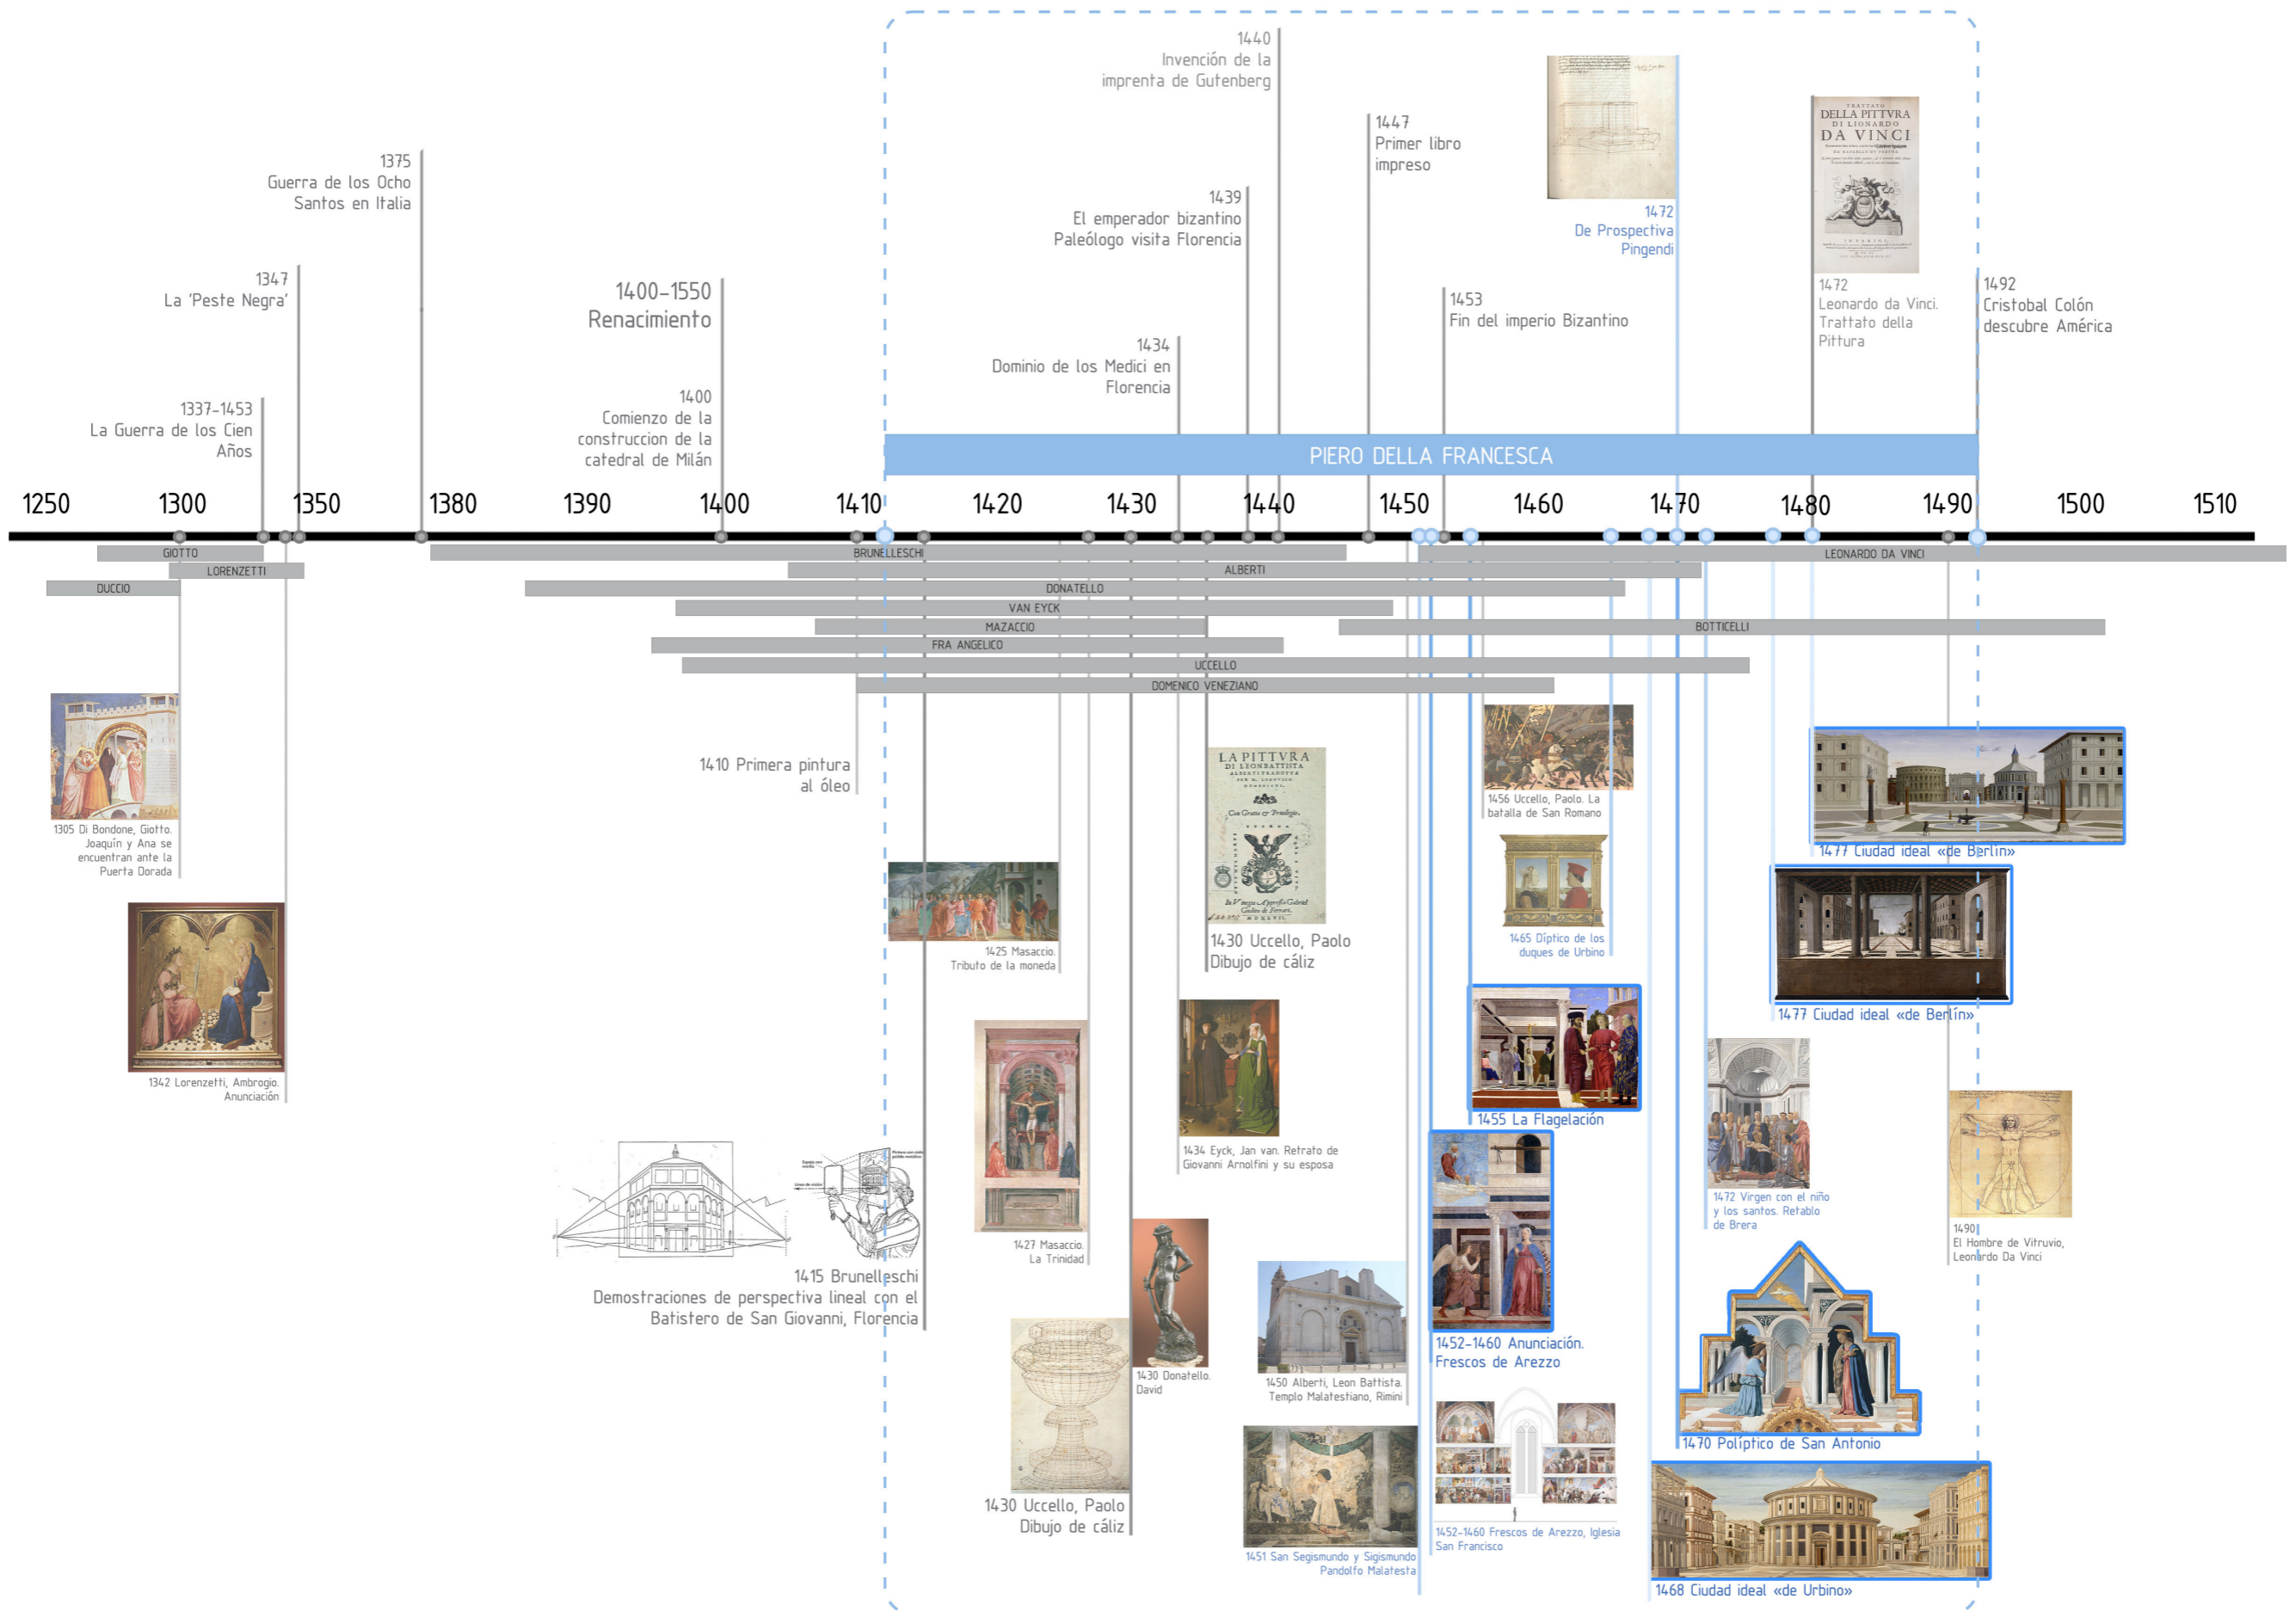 1440
Invención de la
imprenta de Gutenberg
1447
Primer libro
impreso
1375
Guerra de los Ocho
Santos en Italia
1439
El emperador bizantino
Paleólogo visita Florencia
1472
De Prospectiva
Pingendi
TRATTATO
DELLA PITTVRA
DI LIONARDO
DA VINCI
1347
La 'Peste Negra'
1400-1550
Renacimiento
1434
Dominio de los Medici en
Florencia
1453
Fin del imperio Bizantino
1472
Leonardo da Vinci.
Trattato della
Pittura
1492
Cristobal Colón
descubre América
1337-1453
La Guerra de los Cien
Años
1400
Comienzo de la
construccion de la
catedral de Milán
PIERO DELLA FRANCESCA
1250 1300 1350 1380 1390 1400 1410 1420 1430 1440 1450 1460 1470 1480 1490 1500 1510
GIOTTO
BRUNELLESCHI
LEONARDO DA VINCI
LORENZETTI
ALBERTI
DUCCIO
DONATELLO
VAN EYCK
MAZACCIO
BOTTICELLI
FRA ANGELICO
UCCELLO
DOMENICO VENEZIANO
1410 Primera pintura
al óleo
LA PITTVRA
DI LEONBATTISTA
1456 Uccello, Paolo. La
batalla de San Romano
1305 Di Bondone, Giotto.
Joaquín y Ana se
encuentran ante la
Puerta Dorada
1477 Ciudad ideal «de Berlín»
1425 Masaccio.
Tributo de la moneda
1430 Uccello, Paolo
Dibujo de cáliz
1465 Díptico de los
duques de Urbino
1477 Ciudad ideal «de Berlín»
1342 Lorenzetti, Ambrogio.
Anunciación
1455 La Flagelación
1434 Eyck, Jan van. Retrato de
Giovanni Arnolfini y su esposa
1472 Virgen con el niño
y los santos. Retablo
de Brera
1490
El Hombre de Vitruvio,
Leonardo Da Vinci
1427 Masaccio.
La Trinidad
1415 Brunelleschi
Demostraciones de perspectiva lineal con el
Batistero de San Giovanni, Florencia
1430 Donatello.
David
1450 Alberti, Leon Battista.
Templo Malatestiano, Rimini
1452-1460 Anunciación.
Frescos de Arezzo
1470 Políptico de San Antonio
1430 Uccello, Paolo
Dibujo de cáliz
1452-1460 Frescos de Arezzo, Iglesia
San Francisco
1451 San Segismundo y Sigismundo
Pandolfo Malatesta
1468 Ciudad ideal «de Urbino»